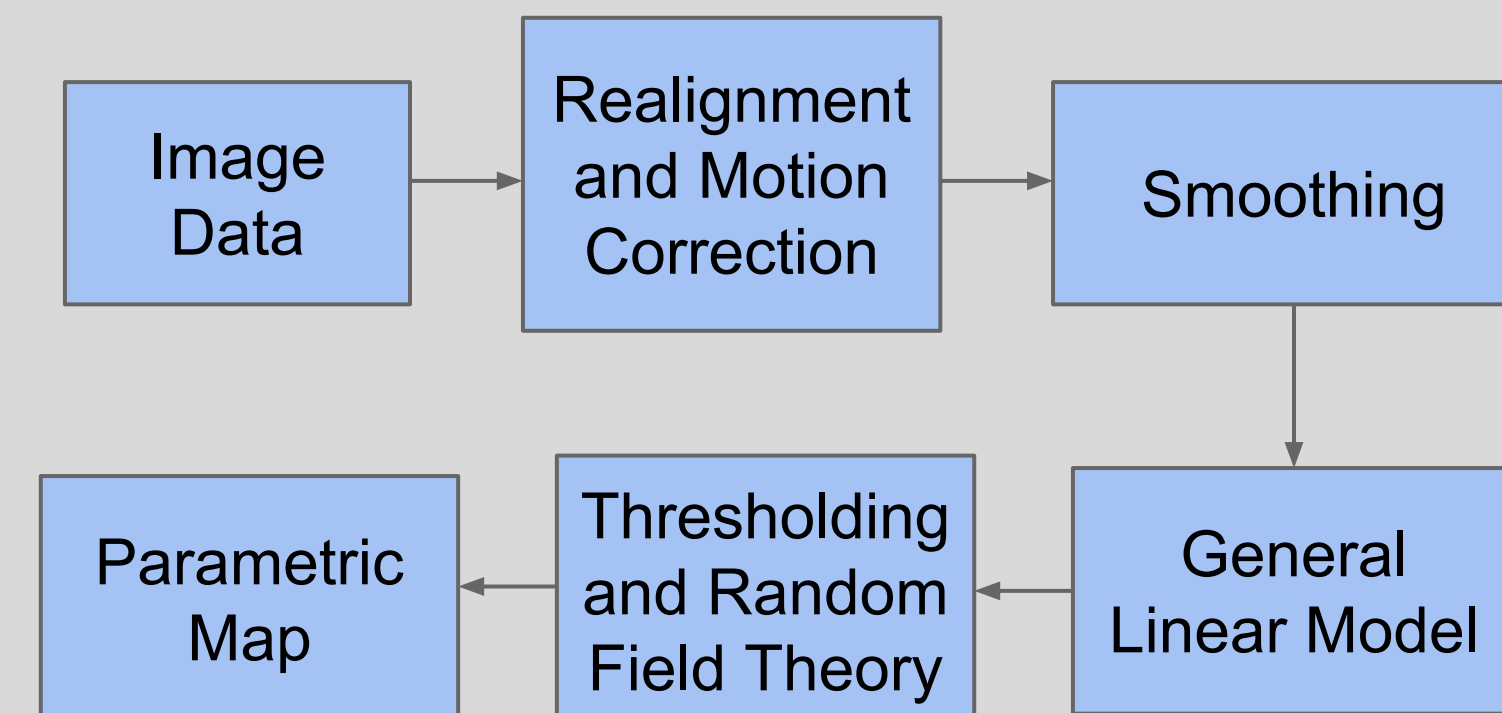 Image
Data
Realignment
and Motion
Correction
Smoothing
General
Linear Model
Thresholding
and Random
Field Theory
Parametric
Map